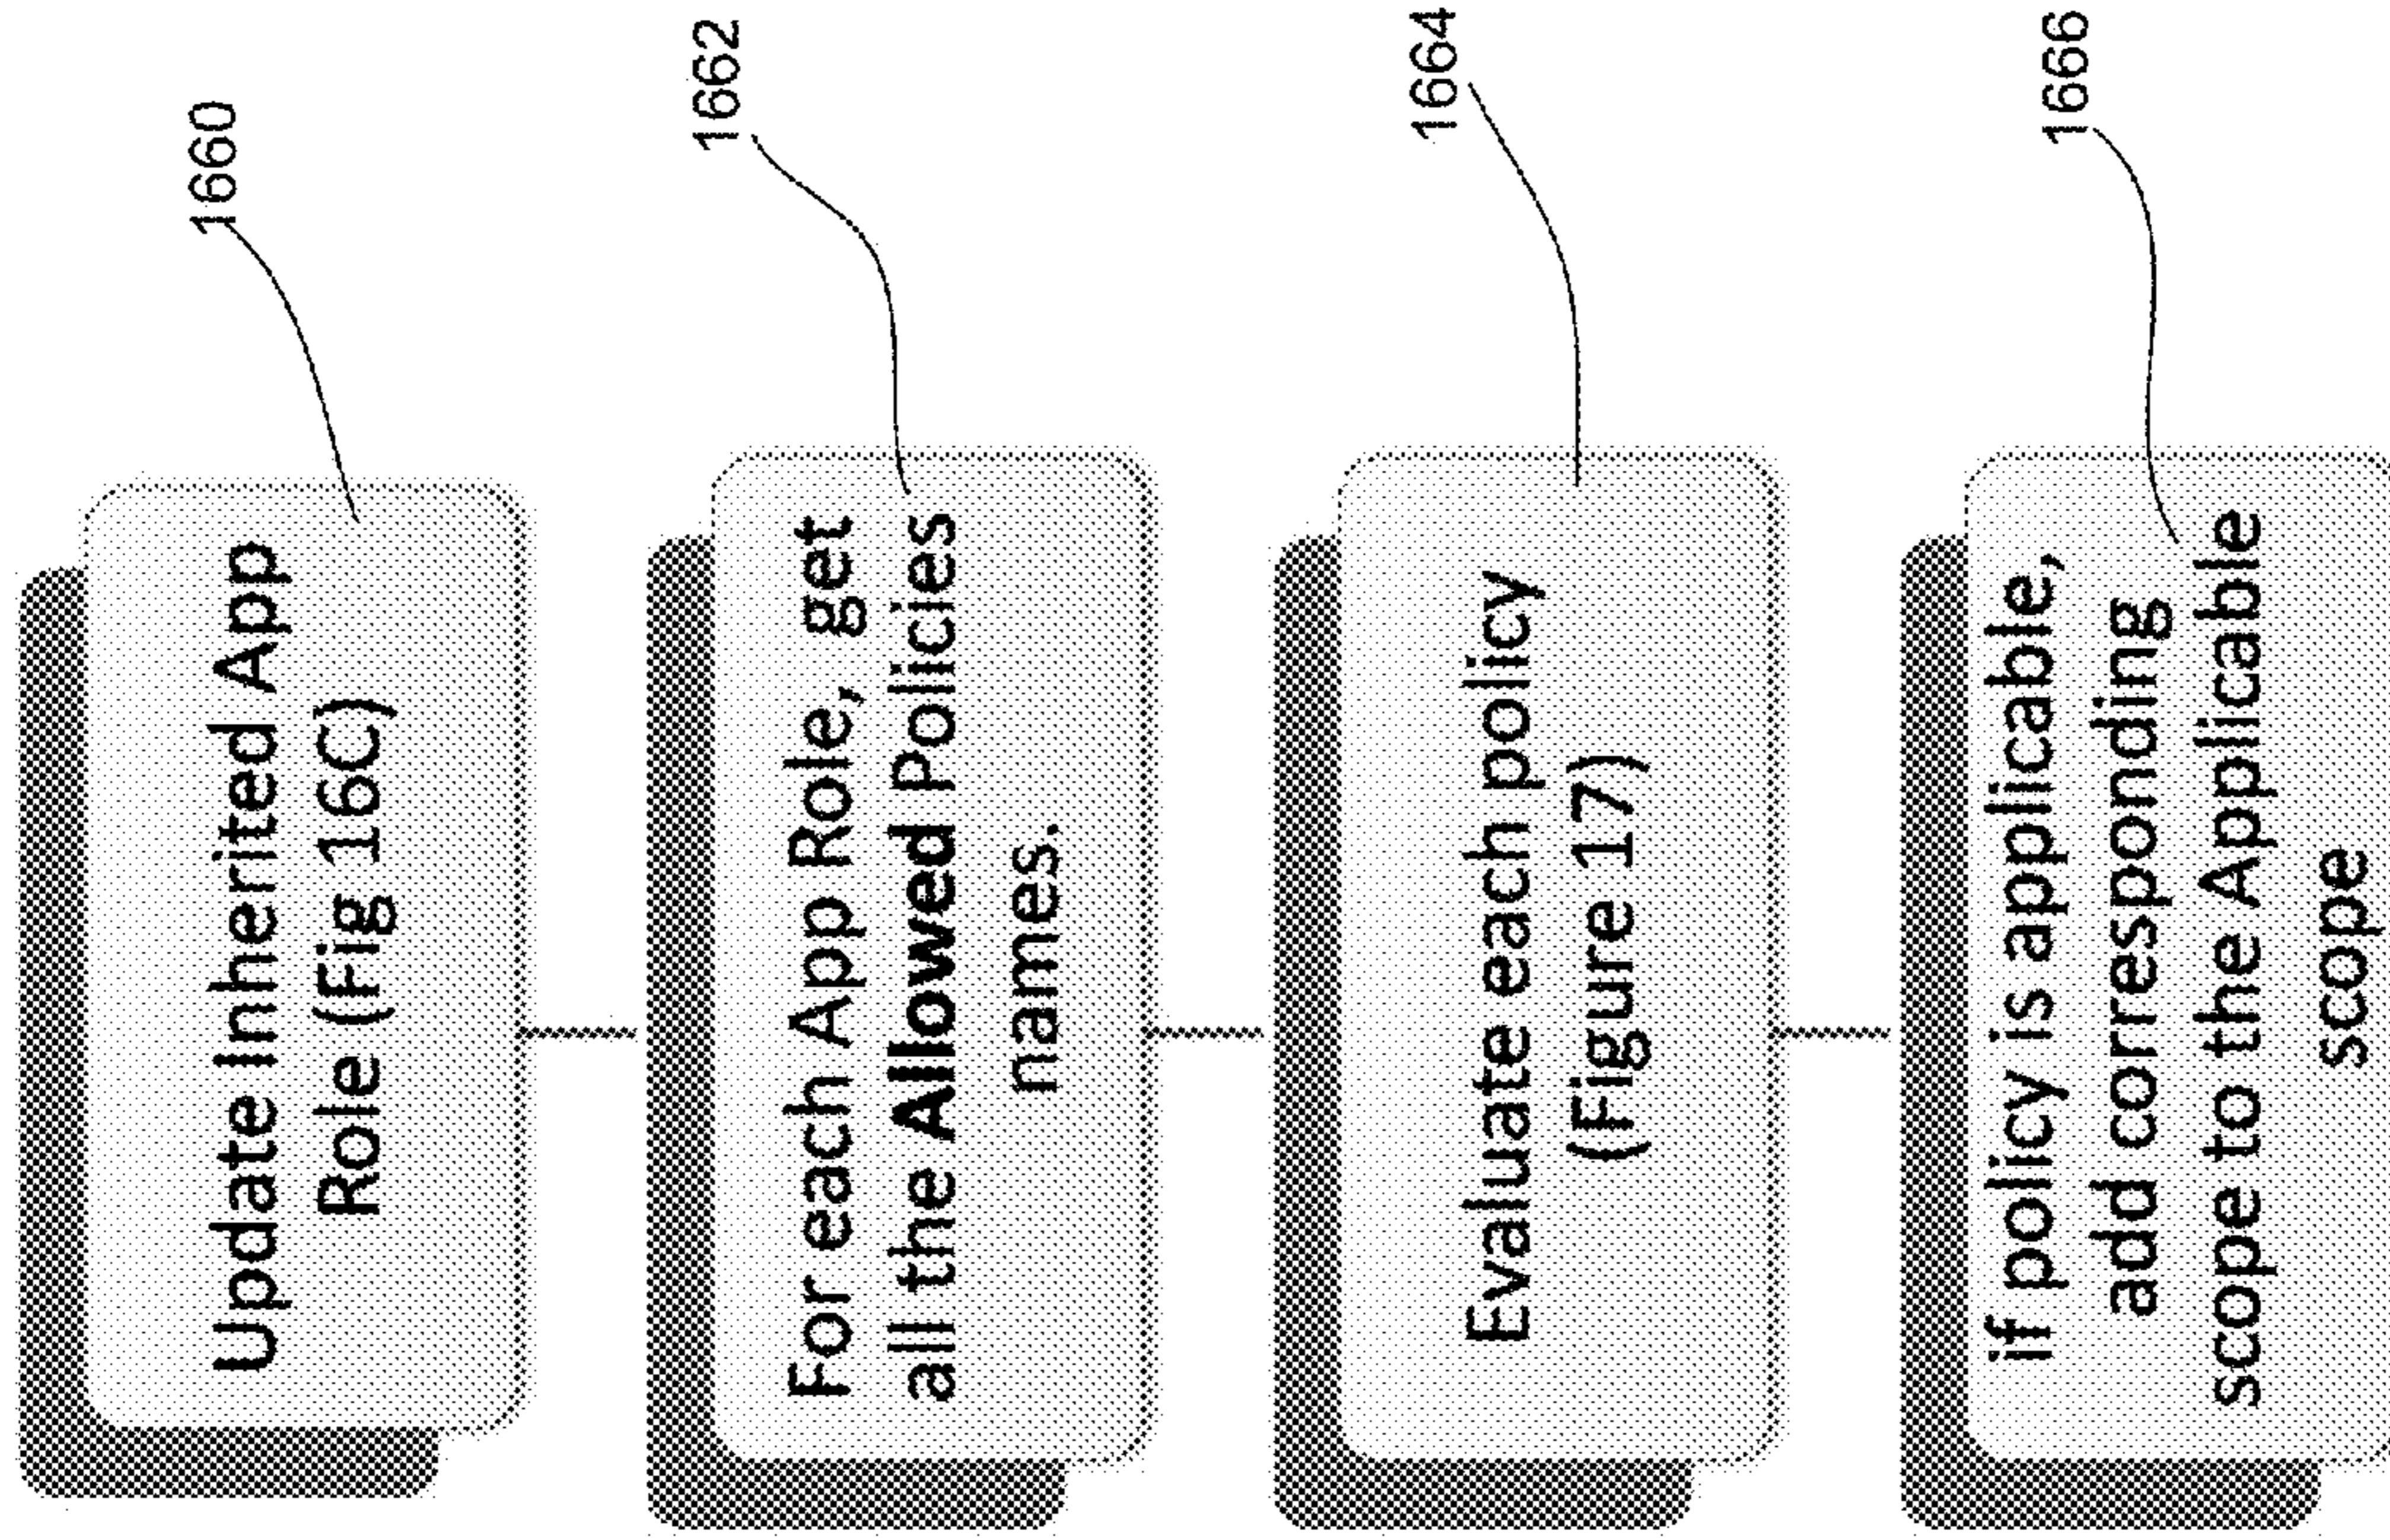 1660
Update Inherited App
Role (Fig 16C)
1662
For each App Role, get
all the Allowed Policies
names.
1664
Evaluate each policy
(Figure 17)
1666
if policy is applicable,
add corresponding
scope to the Applicable
scope